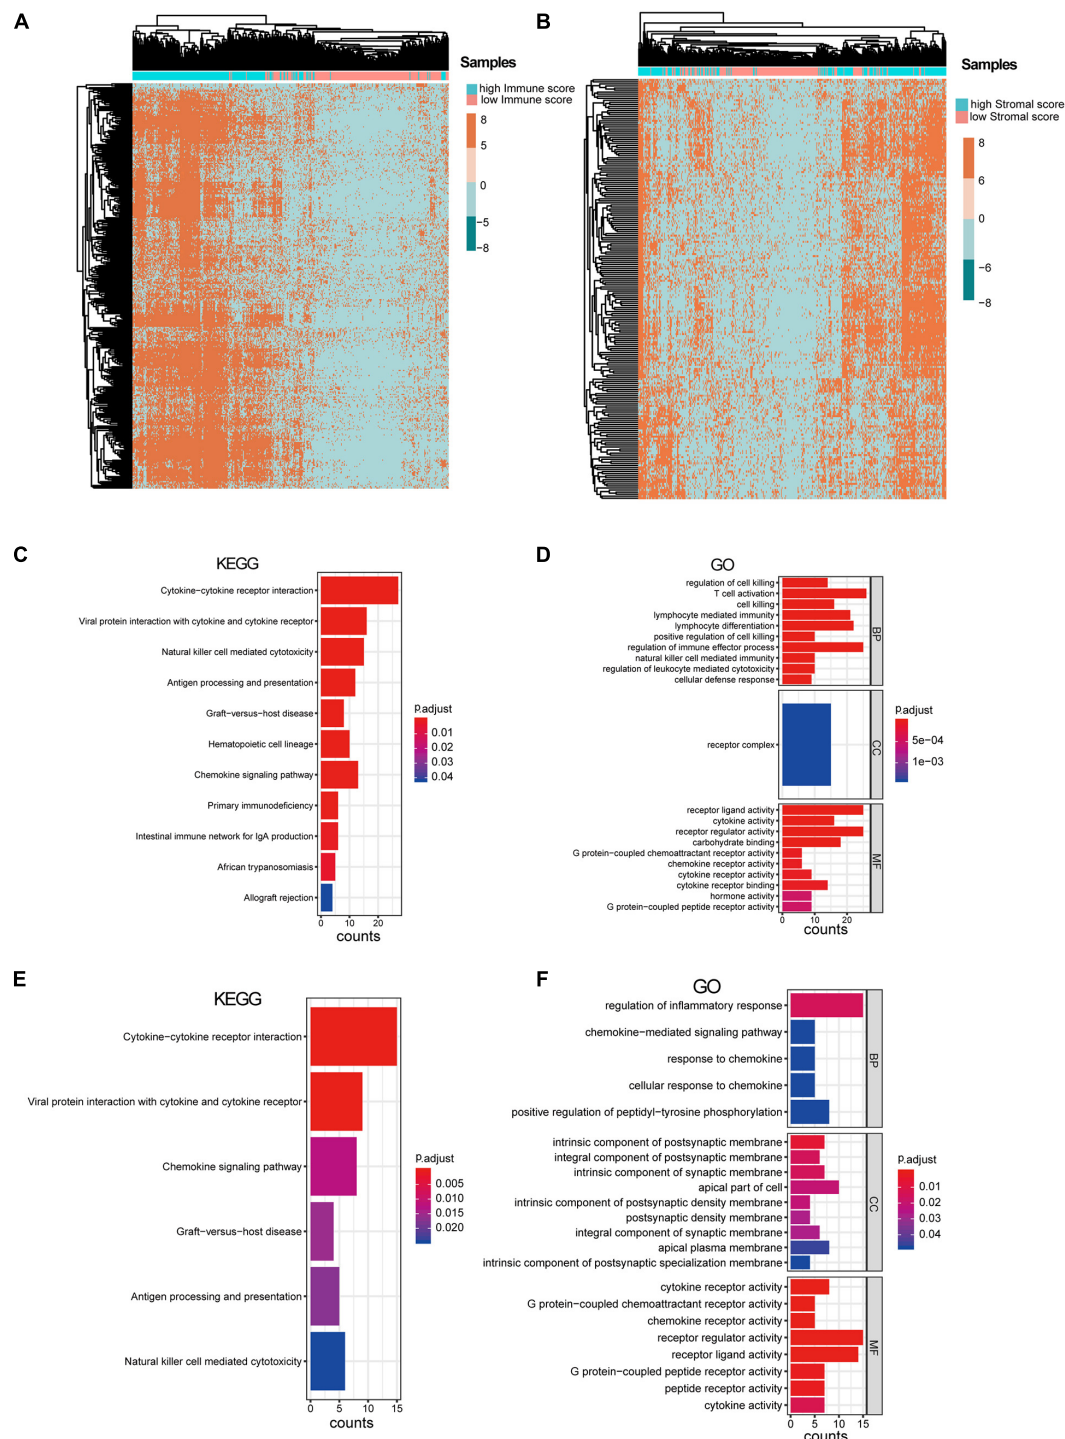 A
Samples
high Immune score
low Immune score
8
5
0
−5
−8
B
Samples
high Stromal score
low Stromal score
8
6
0
−6
−8
C
KEGG
Cytokine−cytokine receptor interaction
Viral protein interaction with cytokine and cytokine receptor
Natural killer cell mediated cytotoxicity
Antigen processing and presentation
Graft−versus−host disease
Hematopoietic cell lineage
Chemokine signaling pathway
Primary immunodeficiency
Intestinal immune network for IgA production
African trypanosomiasis
Allograft rejection
0 10 20
counts
p.adjust
0.01
0.02
0.03
0.04
D
GO
regulation of cell killing
T cell activation
cell killing
lymphocyte mediated immunity
lymphocyte differentiation
positive regulation of cell killing
regulation of immune effector process
natural killer cell mediated immunity
regulation of leukocyte mediated cytotoxicity
cellular defense response
BP
receptor complex
CC
receptor ligand activity
cytokine activity
receptor regulator activity
carbohydrate binding
G protein−coupled chemoattractant receptor activity
chemokine receptor activity
cytokine receptor activity
cytokine receptor binding
hormone activity
G protein−coupled peptide receptor activity
MF
0 10 20
counts
p.adjust
5e−04
1e−03
E
KEGG
Cytokine−cytokine receptor interaction
Viral protein interaction with cytokine and cytokine receptor
Chemokine signaling pathway
Graft−versus−host disease
Antigen processing and presentation
Natural killer cell mediated cytotoxicity
0 5 10 15
counts
p.adjust
0.005
0.010
0.015
0.020
F
GO
regulation of inflammatory response
chemokine−mediated signaling pathway
response to chemokine
cellular response to chemokine
positive regulation of peptidyl−tyrosine phosphorylation
BP
intrinsic component of postsynaptic membrane
integral component of postsynaptic membrane
intrinsic component of synaptic membrane
apical part of cell
intrinsic component of postsynaptic density membrane
postsynaptic density membrane
integral component of synaptic membrane
apical plasma membrane
intrinsic component of postsynaptic specialization membrane
CC
cytokine receptor activity
G protein−coupled chemoattractant receptor activity
chemokine receptor activity
receptor regulator activity
receptor ligand activity
G protein−coupled peptide receptor activity
peptide receptor activity
cytokine activity
MF
0 5 10 15
counts
p.adjust
0.01
0.02
0.03
0.04